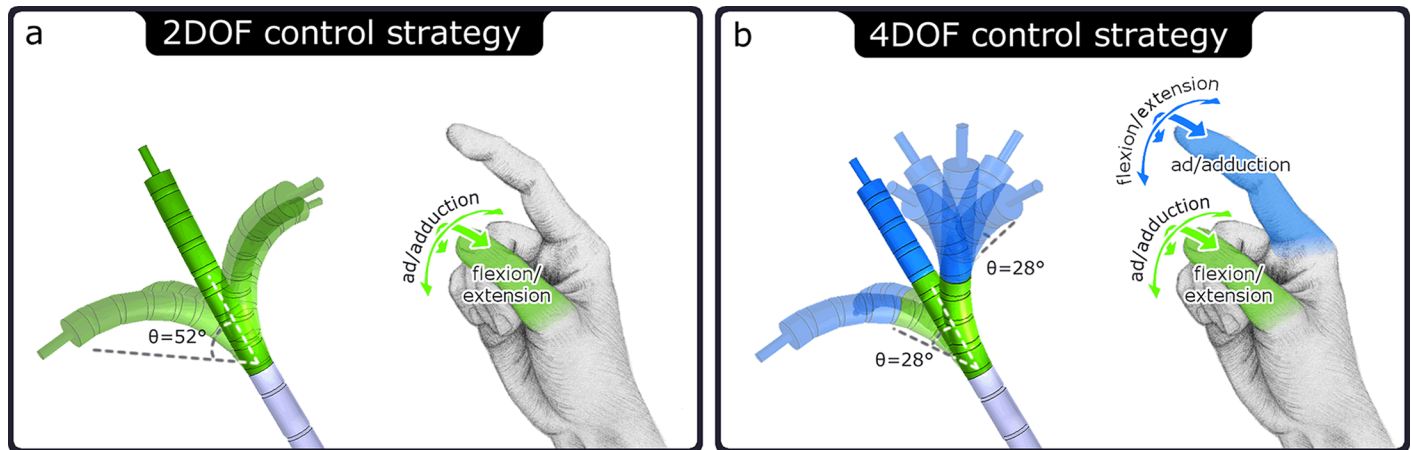 a
2DOF control strategy
ad/adduction
flexion/
extension
θ=52°
b
4DOF control strategy
flexion/extension
ad/adduction
ad/adduction
flexion/
extension
θ=28°
θ=28°